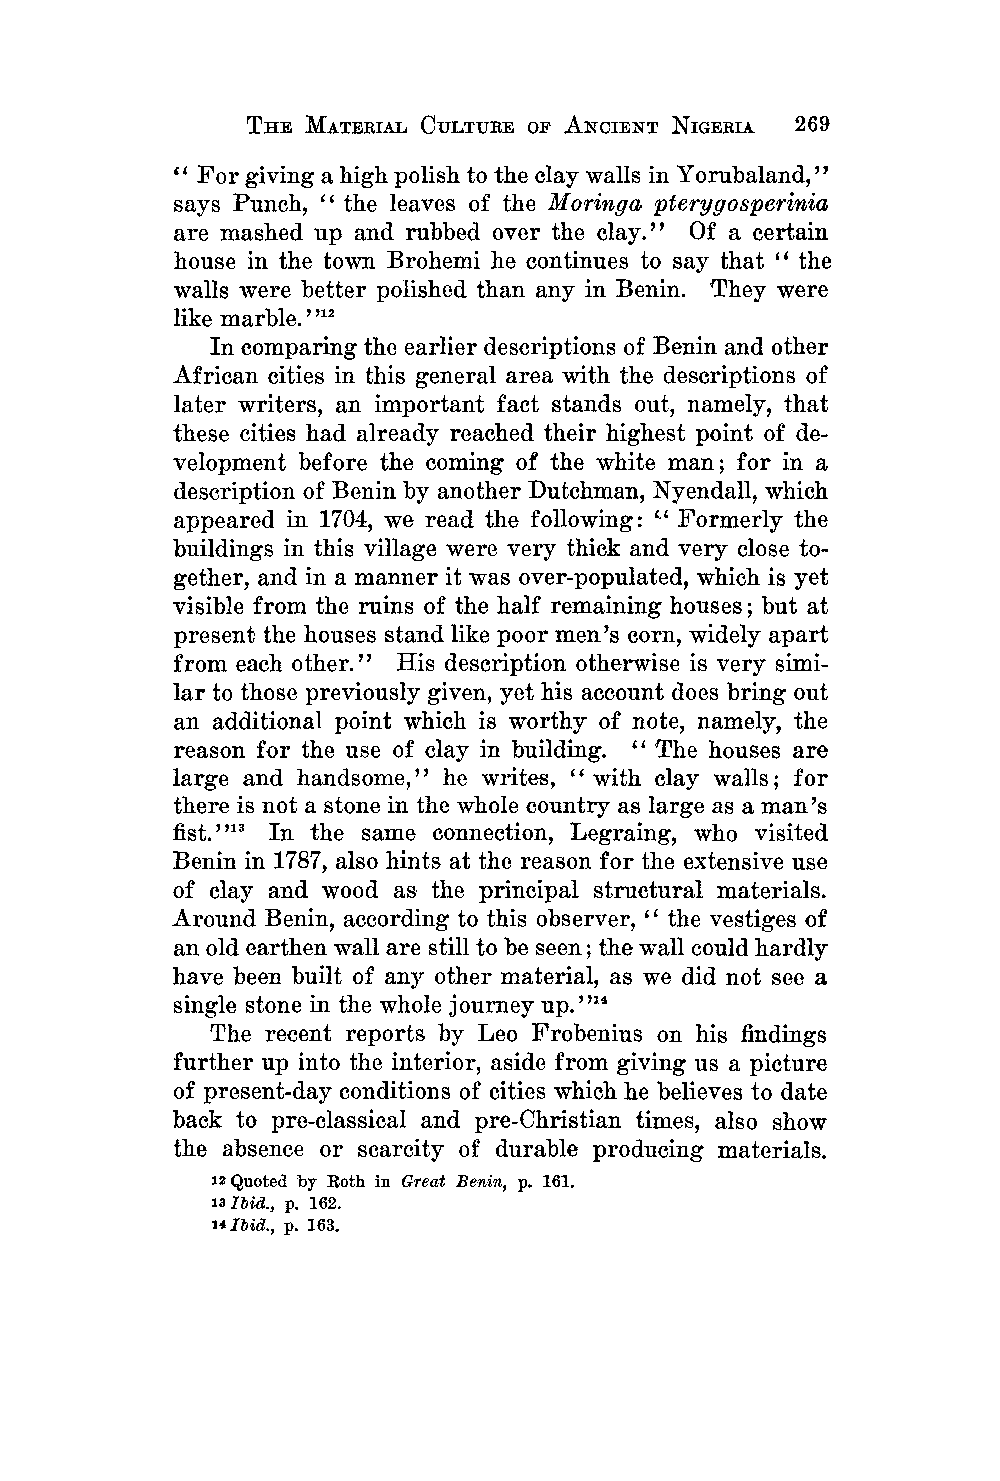 THE MATERIAL CULTURE OF ANCIENT NIGERIA 269
“ For giving a high polish to the clay walls in Yorubaland,”
says Punch, “ the leaves of the Moringa pterygosperinia
are mashed up and rubbed over the clay.” Of a certain
house in the town Brohemi he continues to say that “ the
walls were better polished than any in Benin. They were
like marble.”¹²
In comparing the earlier descriptions of Benin and other
African cities in this general area with the descriptions of
later writers, an important fact stands out, namely, that
these cities had already reached their highest point of de-
velopment before the coming of the white man; for in a
description of Benin by another Dutchman, Nyendall, which
appeared in 1704, we read the following: “ Formerly the
buildings in this village were very thick and very close to-
gether, and in a manner it was over-populated, which is yet
visible from the ruins of the half remaining houses; but at
present the houses stand like poor men’s corn, widely apart
from each other.” His description otherwise is very simi-
lar to those previously given, yet his account does bring out
an additional point which is worthy of note, namely, the
reason for the use of clay in building. “ The houses are
large and handsome,” he writes, “ with clay walls; for
there is not a stone in the whole country as large as a man’s
fist.”¹³ In the same connection, Legraing, who visited
Benin in 1787, also hints at the reason for the extensive use
of clay and wood as the principal structural materials.
Around Benin, according to this observer, “ the vestiges of
an old earthen wall are still to be seen; the wall could hardly
have been built of any other material, as we did not see a
single stone in the whole journey up.”¹⁴
The recent reports by Leo Frobenius on his findings
further up into the interior, aside from giving us a picture
of present-day conditions of cities which he believes to date
back to pre-classical and pre-Christian times, also show
the absence or scarcity of durable producing materials.
¹² Quoted by Roth in Great Benin, p. 161.
¹³ Ibid., p. 162.
¹⁴ Ibid., p. 163.